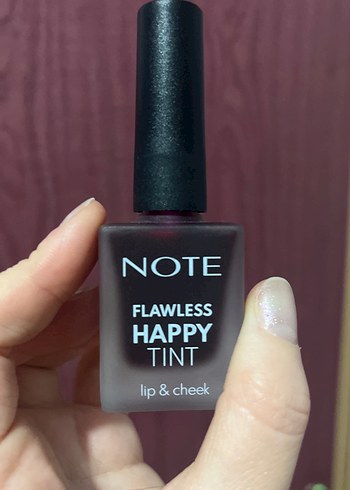 NOTE
FLAWLESS
HAPPY
TINT
lip & cheek